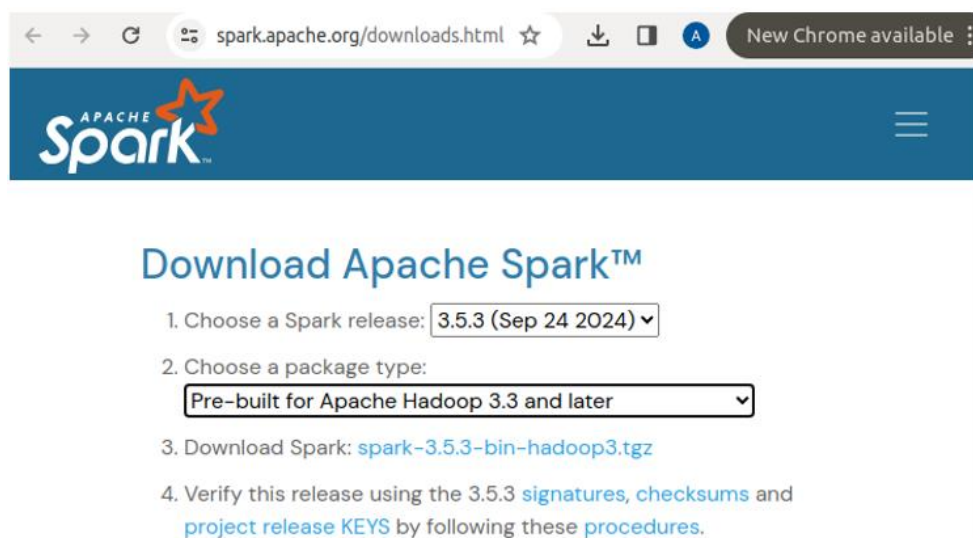 spark.apache.org/downloads.html
A
New Chrome available
APACHE
Spark™
Download Apache Spark™
1. Choose a Spark release: 3.5.3 (Sep 24 2024)
2. Choose a package type:
Pre-built for Apache Hadoop 3.3 and later
3. Download Spark: spark-3.5.3-bin-hadoop3.tgz
4. Verify this release using the 3.5.3 signatures, checksums and
project release KEYS by following these procedures.